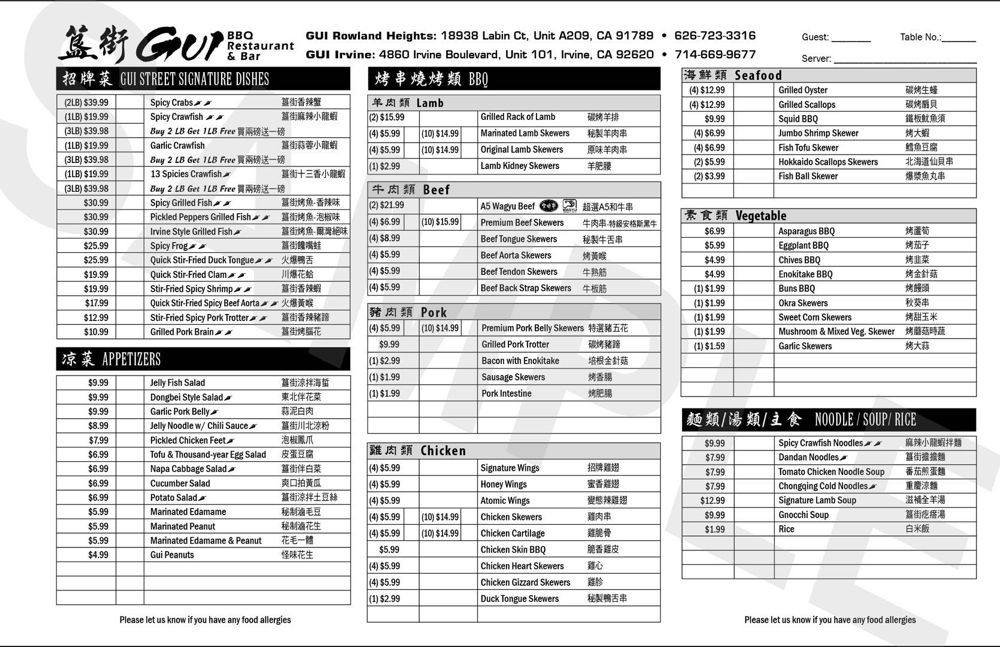 簋街 GUI BBQ Restaurant & Bar
GUI Rowland Heights: 18938 Labin Ct, Unit A209, CA 91789 • 626-723-3316
GUI Irvine: 4860 Irvine Boulevard, Unit 101, Irvine, CA 92620 • 714-669-9677
Guest: ________ Table No.:_______
Server: ____________________________
招牌菜 GUI STREET SIGNATURE DISHES
(2LB) $39.99 Spicy Crabs 簋街香辣蟹
(1LB) $19.99 Spicy Crawfish 簋街麻辣小龍蝦
(3LB) $39.98 Buy 2 LB Get 1LB Free 買兩磅送一磅
(1LB) $19.99 Garlic Crawfish 簋街蒜蓉小龍蝦
(3LB) $39.98 Buy 2 LB Get 1LB Free 買兩磅送一磅
(1LB) $19.99 13 Spicies Crawfish 簋街十三香小龍蝦
(3LB) $39.98 Buy 2 LB Get 1LB Free 買兩磅送一磅
$30.99 Spicy Grilled Fish 簋街烤魚-香辣味
$30.99 Pickled Peppers Grilled Fish 簋街烤魚-泡椒味
$30.99 Irvine Style Grilled Fish 簋街烤魚-爾灣絕味
$25.99 Spicy Frog 簋街饞嘴蛙
$25.99 Quick Stir-Fried Duck Tongue 火爆鴨舌
$19.99 Quick Stir-Fried Clam 川爆花蛤
$19.99 Stir-Fried Spicy Shrimp 簋街香辣蝦
$17.99 Quick Stir-Fried Spicy Beef Aorta 火爆黃喉
$12.99 Stir-Fried Spicy Pork Trotter 簋街香辣豬蹄
$10.99 Grilled Pork Brain 簋街烤腦花
凉菜 APPETIZERS
$9.99 Jelly Fish Salad 簋街涼拌海蜇
$9.99 Dongbei Style Salad 東北伴花菜
$9.99 Garlic Pork Belly 蒜泥白肉
$8.99 Jelly Noodle w/ Chili Sauce 簋街川北涼粉
$7.99 Pickled Chicken Feet 泡椒鳳爪
$6.99 Tofu & Thousand-year Egg Salad 皮蛋豆腐
$6.99 Napa Cabbage Salad 簋街伴白菜
$6.99 Cucumber Salad 爽口拍黃瓜
$6.99 Potato Salad 簋街涼拌土豆絲
$5.99 Marinated Edamame 秘制滷毛豆
$5.99 Marinated Peanut 秘制滷花生
$5.99 Marinated Edamame & Peanut 花毛一體
$4.99 Gui Peanuts 怪味花生
Please let us know if you have any food allergies
烤串燒烤類 BBQ
羊肉類 Lamb
(2) $15.99 Grilled Rack of Lamb 碳烤羊排
(4) $5.99 (10) $14.99 Marinated Lamb Skewers 秘製羊肉串
(4) $5.99 (10) $14.99 Original Lamb Skewers 原味羊肉串
(1) $2.99 Lamb Kidney Skewers 羊肥腰
牛肉類 Beef
(2) $21.99 A5 Wagyu Beef 超選A5和牛串
(4) $6.99 (10) $15.99 Premium Beef Skewers 牛肉串-特級安格斯黑牛
(4) $8.99 Beef Tongue Skewers 秘製牛舌串
(4) $5.99 Beef Aorta Skewers 烤黃喉
(4) $5.99 Beef Tendon Skewers 牛熟筋
(4) $5.99 Beef Back Strap Skewers 牛板筋
豬肉類 Pork
(4) $5.99 (10) $14.99 Premium Pork Belly Skewers 特選豬五花
$9.99 Grilled Pork Trotter 碳烤豬蹄
(1) $2.99 Bacon with Enokitake 培根金針菇
(1) $1.99 Sausage Skewers 烤香腸
(1) $1.99 Pork Intestine 烤肥腸
雞肉類 Chicken
(4) $5.99 Signature Wings 招牌雞翅
(4) $5.99 Honey Wings 蜜香雞翅
(4) $5.99 Atomic Wings 變態辣雞翅
(4) $5.99 (10) $14.99 Chicken Skewers 雞肉串
(4) $5.99 (10) $14.99 Chicken Cartilage 雞脆骨
$5.99 Chicken Skin BBQ 脆香雞皮
(4) $5.99 Chicken Heart Skewers 雞心
(4) $5.99 Chicken Gizzard Skewers 雞胗
(1) $2.99 Duck Tongue Skewers 秘製鴨舌串
海鮮類 Seafood
(4) $12.99 Grilled Oyster 碳烤生蠔
(4) $12.99 Grilled Scallops 碳烤扇貝
$9.99 Squid BBQ 鐵板魷魚須
(4) $6.99 Jumbo Shrimp Skewer 烤大蝦
(4) $6.99 Fish Tofu Skewer 鱈魚豆腐
(2) $5.99 Hokkaido Scallops Skewers 北海道仙貝串
(2) $3.99 Fish Ball Skewer 爆漿魚丸串
素食類 Vegetable
$6.99 Asparagus BBQ 烤蘆筍
$5.99 Eggplant BBQ 烤茄子
$4.99 Chives BBQ 烤韭菜
$4.99 Enokitake BBQ 烤金針菇
(1) $1.99 Buns BBQ 烤饅頭
(1) $1.99 Okra Skewers 秋葵串
(1) $1.99 Sweet Corn Skewers 烤甜玉米
(1) $1.99 Mushroom & Mixed Veg. Skewer 烤蘑菇時蔬
(1) $1.59 Garlic Skewers 烤大蒜
麵類/湯類/主食 NOODLE / SOUP/ RICE
$9.99 Spicy Crawfish Noodles 麻辣小龍蝦拌麵
$7.99 Dandan Noodles 簋街擔擔麵
$7.99 Tomato Chicken Noodle Soup 番茄煎蛋麵
$7.99 Chongqing Cold Noodles 重慶涼麵
$12.99 Signature Lamb Soup 滋補全羊湯
$9.99 Gnocchi Soup 簋街疙瘩湯
$1.99 Rice 白米飯
Please let us know if you have any food allergies
SAMPLE